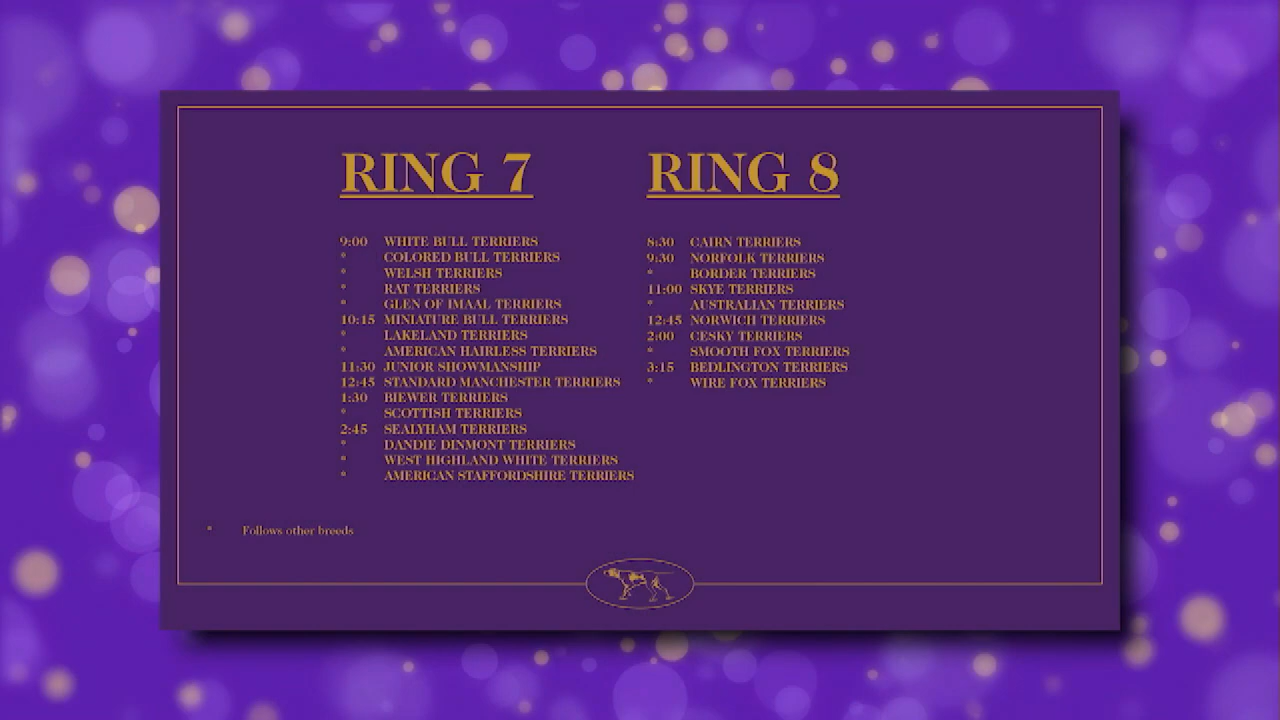 RING 7
9:00 WHITE BULL TERRIERS
* COLORED BULL TERRIERS
* WELSH TERRIERS
* RAT TERRIERS
* GLEN OF IMAAL TERRIERS
10:15 MINIATURE BULL TERRIERS
* LAKELAND TERRIERS
* AMERICAN HAIRLESS TERRIERS
11:30 JUNIOR SHOWMANSHIP
12:45 STANDARD MANCHESTER TERRIERS
1:30 BIEWER TERRIERS
* SCOTTISH TERRIERS
2:45 SEALYHAM TERRIERS
* DANDIE DINMONT TERRIERS
* WEST HIGHLAND WHITE TERRIERS
* AMERICAN STAFFORDSHIRE TERRIERS
RING 8
8:30 CAIRN TERRIERS
9:30 NORFOLK TERRIERS
* BORDER TERRIERS
11:00 SKYE TERRIERS
* AUSTRALIAN TERRIERS
12:45 NORWICH TERRIERS
2:00 CESKY TERRIERS
* SMOOTH FOX TERRIERS
3:15 BEDLINGTON TERRIERS
* WIRE FOX TERRIERS
* Follows other breeds